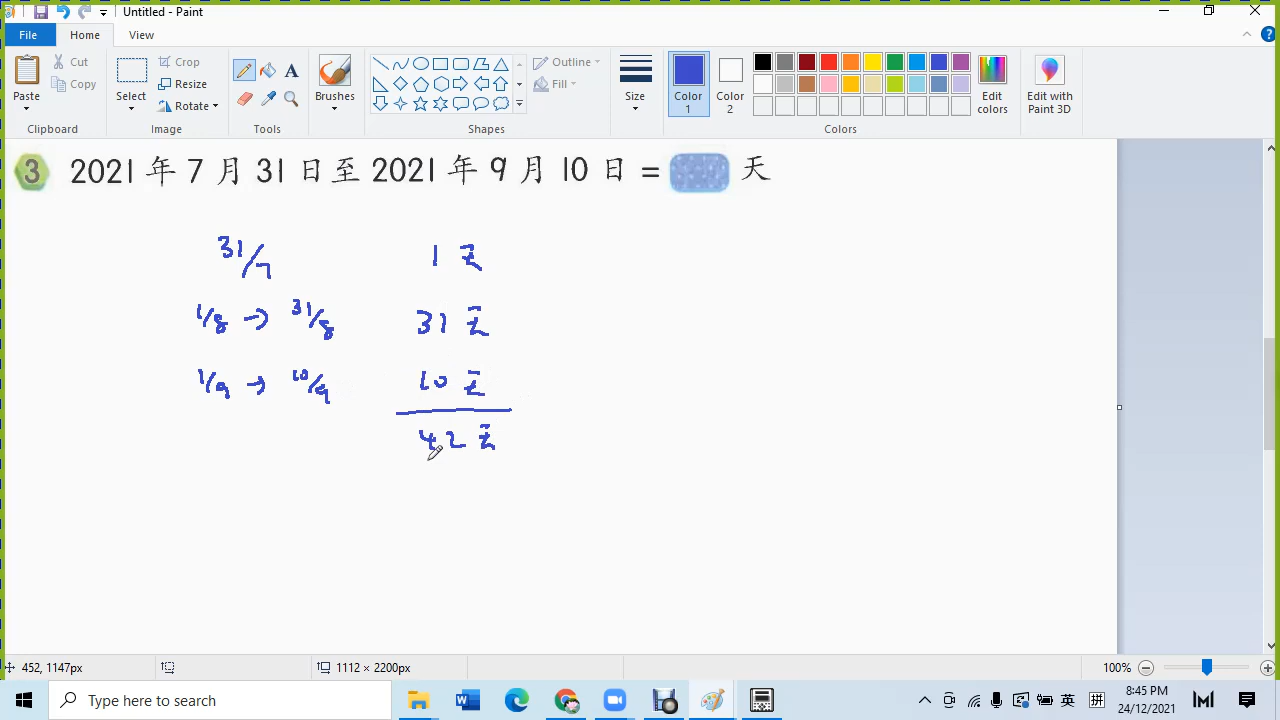 Untitled - Paint
File Home View
Paste Cut Copy
Clipboard
Select Crop Resize Rotate
Image
A
Tools
Brushes
Outline Fill
Shapes
Size
Color 1 Color 2
Edit colors
Colors
Edit with Paint 3D
3 2021 年 7 月 31 日至 2021 年 9 月 10 日 = 天
31/7 1 天
1/8 → 31/8 31 天
1/9 → 10/9 10 天
42 天
452, 1147px 1112 × 2200px 100%
Type here to search
英 拼
8:45 PM
24/12/2021